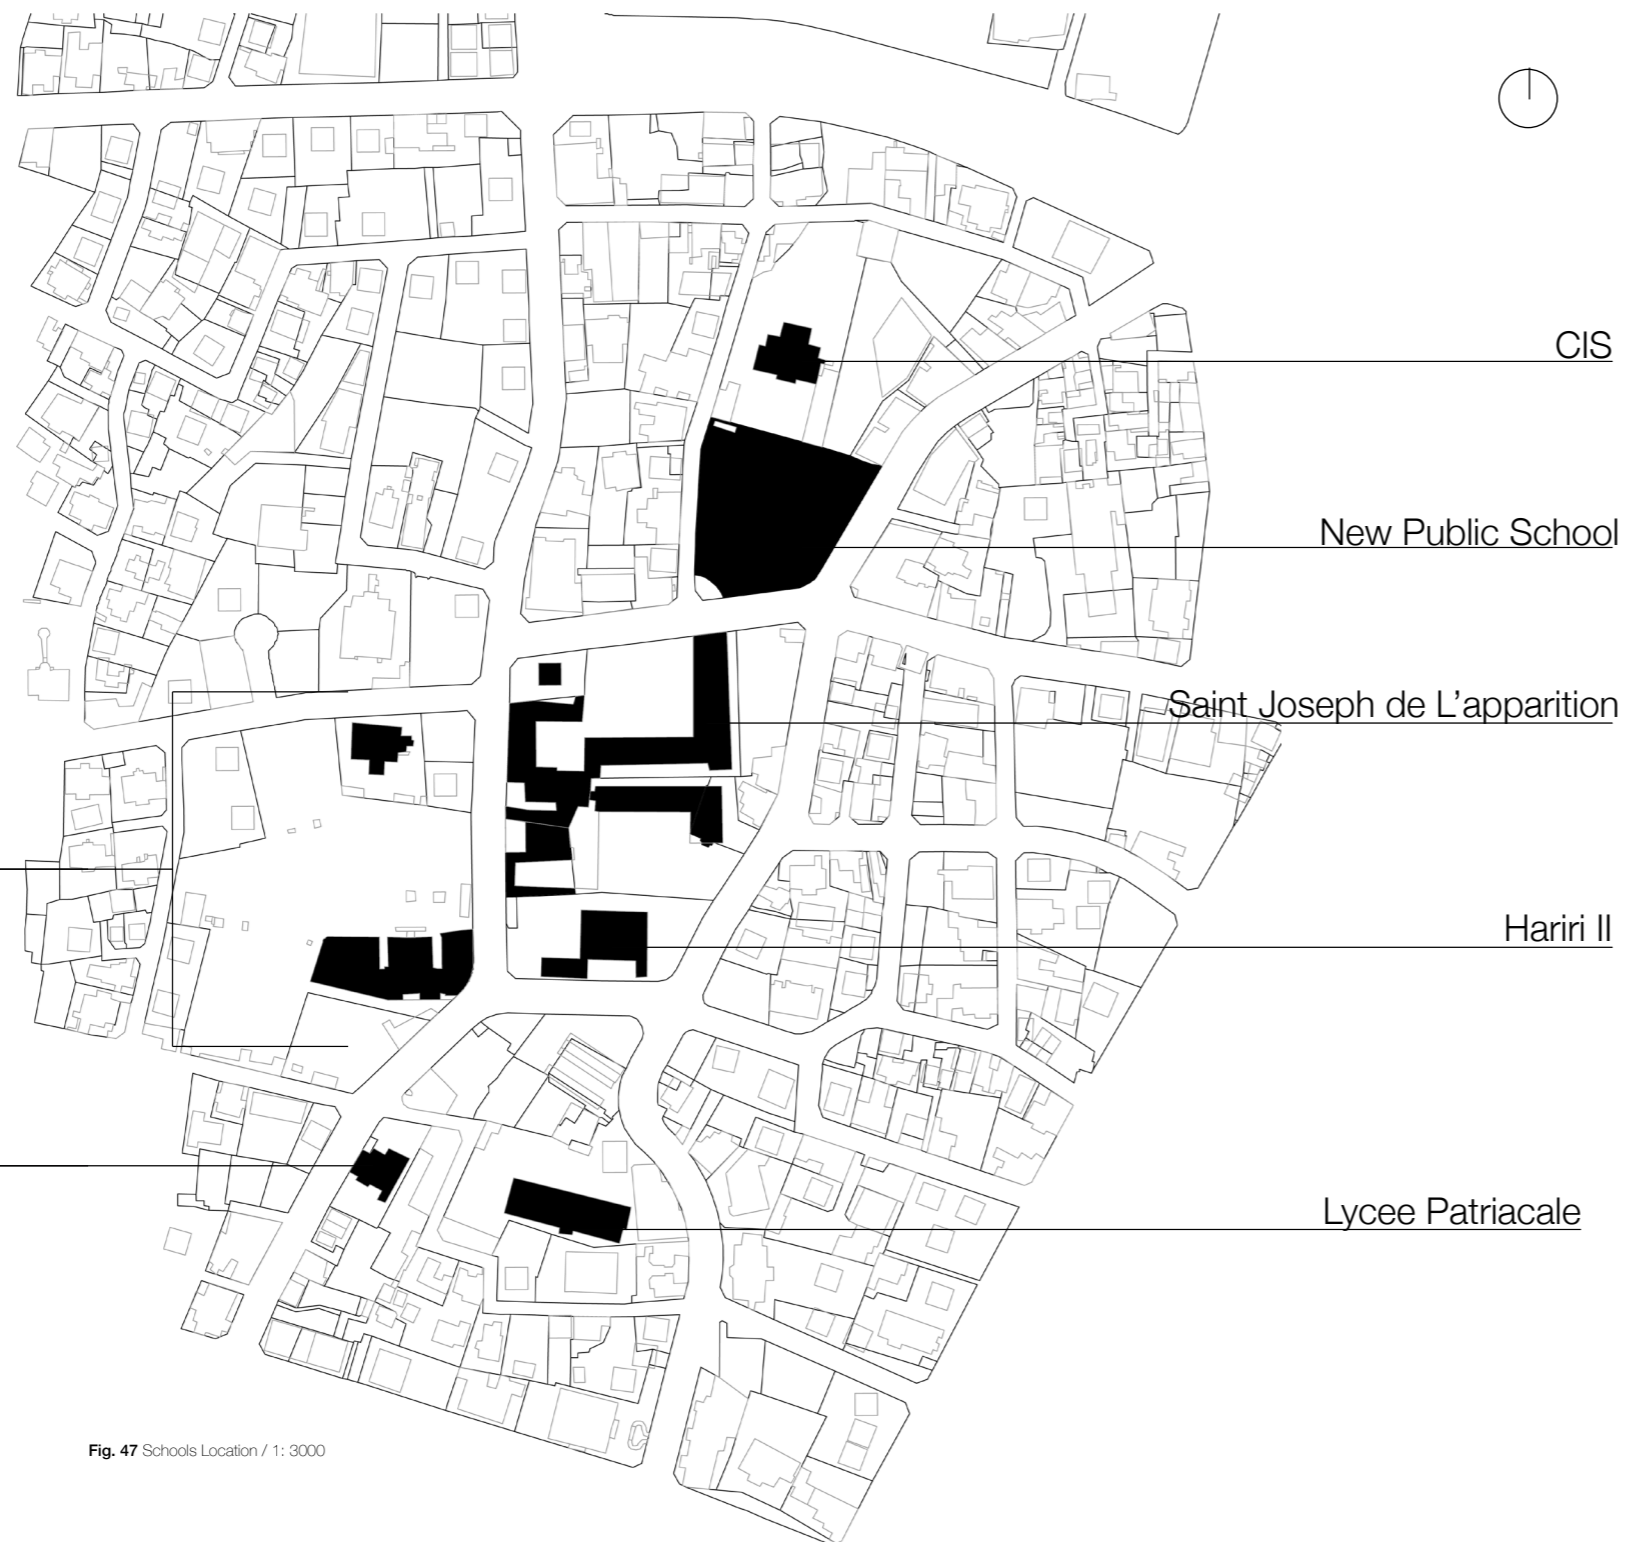 CIS
New Public School
Saint Joseph de L'apparition
Hariri II
Lycee Patriacale
Fig. 47 Schools Location / 1: 3000